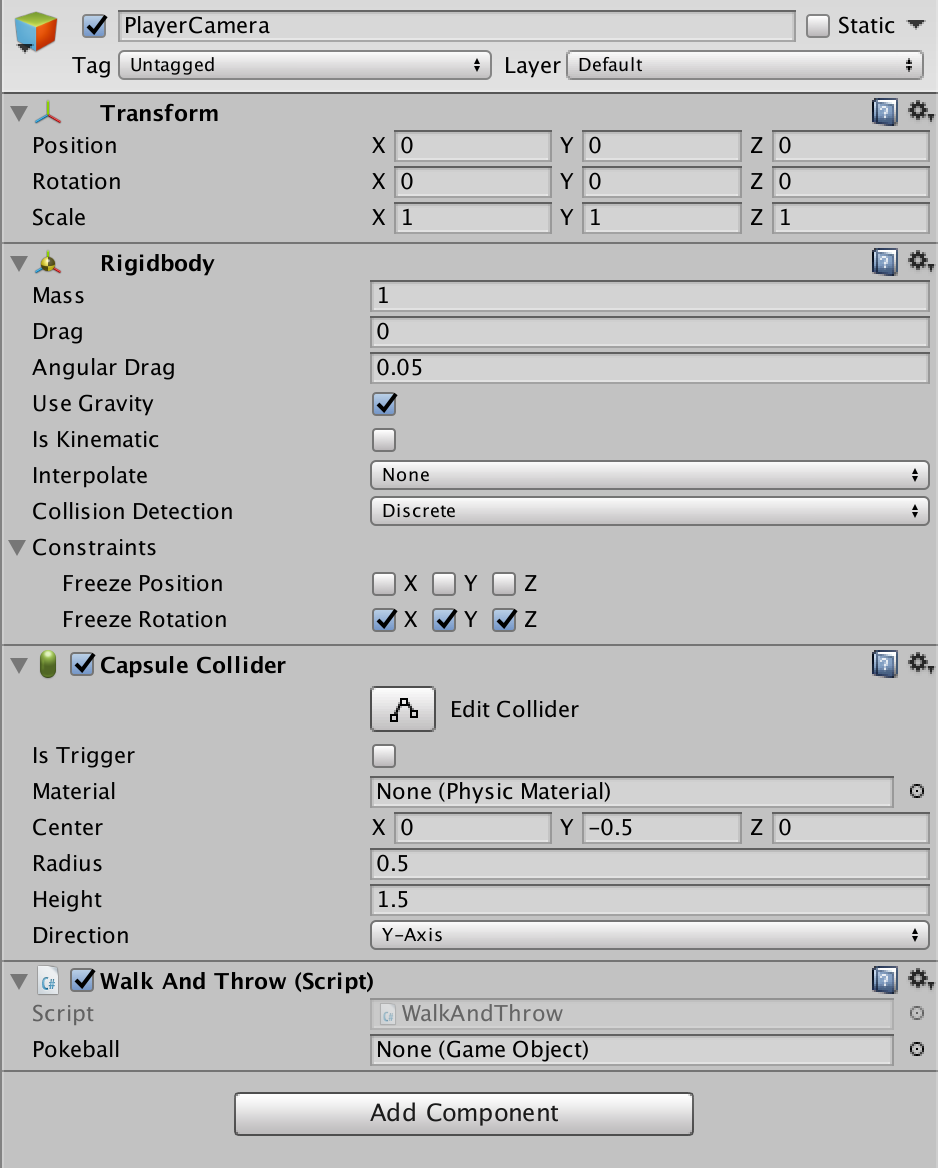 PlayerCamera Static
Tag Untagged Layer Default
Transform
Position X 0 Y 0 Z 0
Rotation X 0 Y 0 Z 0
Scale X 1 Y 1 Z 1
Rigidbody
Mass 1
Drag 0
Angular Drag 0.05
Use Gravity
Is Kinematic
Interpolate None
Collision Detection Discrete
Constraints
Freeze Position X Y Z
Freeze Rotation X Y Z
Capsule Collider
Edit Collider
Is Trigger
Material None (Physic Material)
Center X 0 Y -0.5 Z 0
Radius 0.5
Height 1.5
Direction Y-Axis
C# Walk And Throw (Script)
Script C# WalkAndThrow
Pokeball None (Game Object)
Add Component